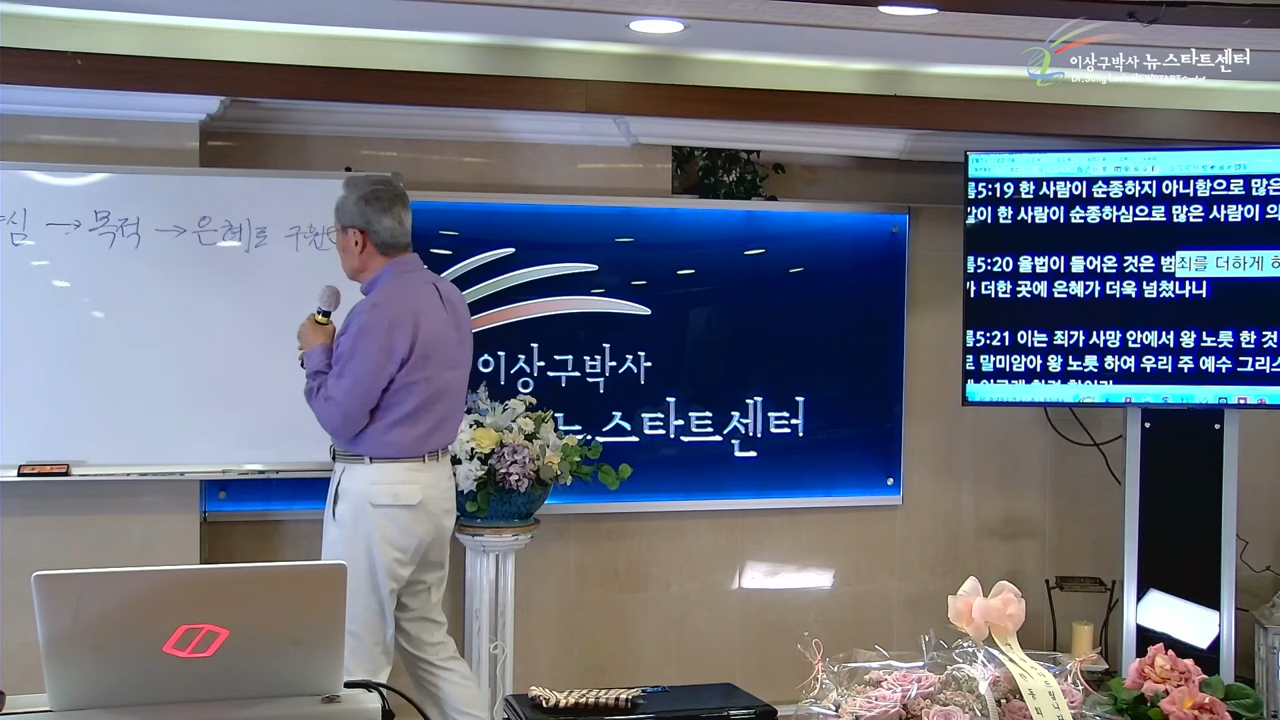 이상구박사 뉴스타트센터
심 → 목적 → 은혜로 구원
이상구박사
뉴스타트센터
롬5:19 한 사람이 순종하지 아니함으로 많은
같이 한 사람이 순종하심으로 많은 사람이 의
롬5:20 율법이 들어온 것은 범죄를 더하게 하
가 더한 곳에 은혜가 더욱 넘쳤나니
롬5:21 이는 죄가 사망 안에서 왕 노릇 한 것
로 말미암아 왕 노릇 하여 우리 주 예수 그리스